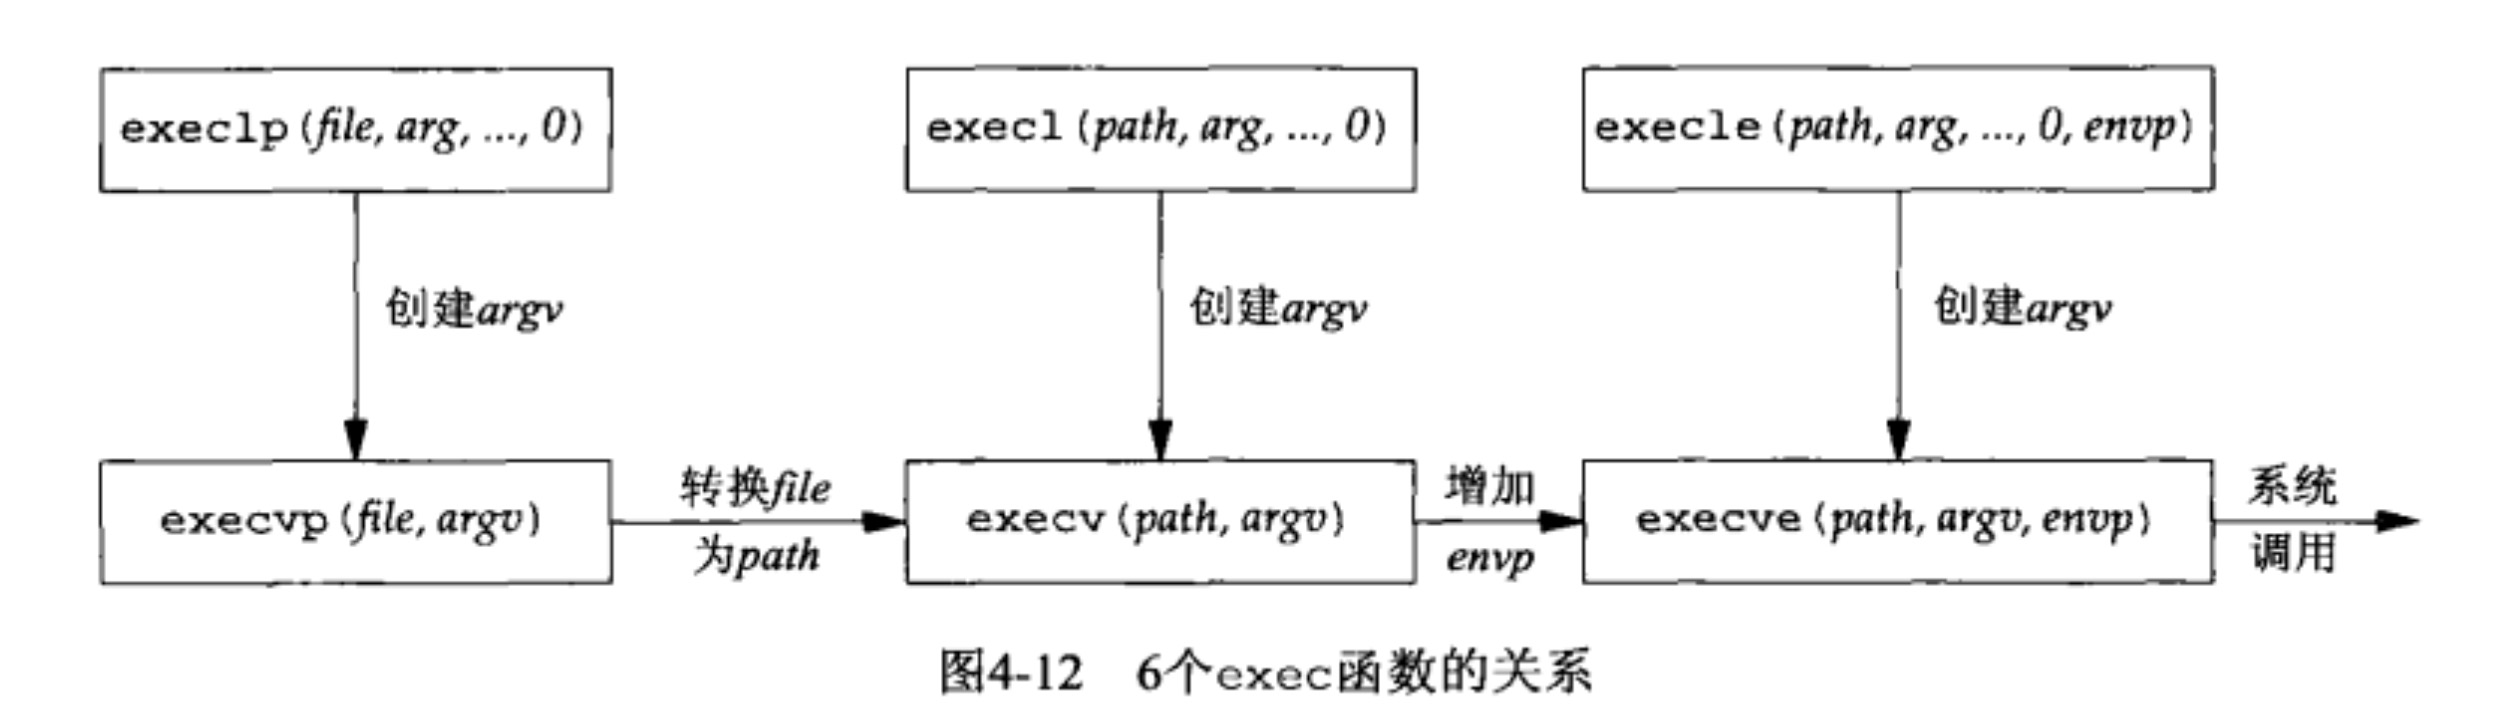 execlp(file, arg, ..., 0)
execl(path, arg, ..., 0)
execle(path, arg, ..., 0, envp)
创建argv
创建argv
创建argv
execvp(file, argv)
转换file
为path
execv(path, argv)
增加
envp
execve(path, argv, envp)
系统
调用
图4-12 6个exec函数的关系